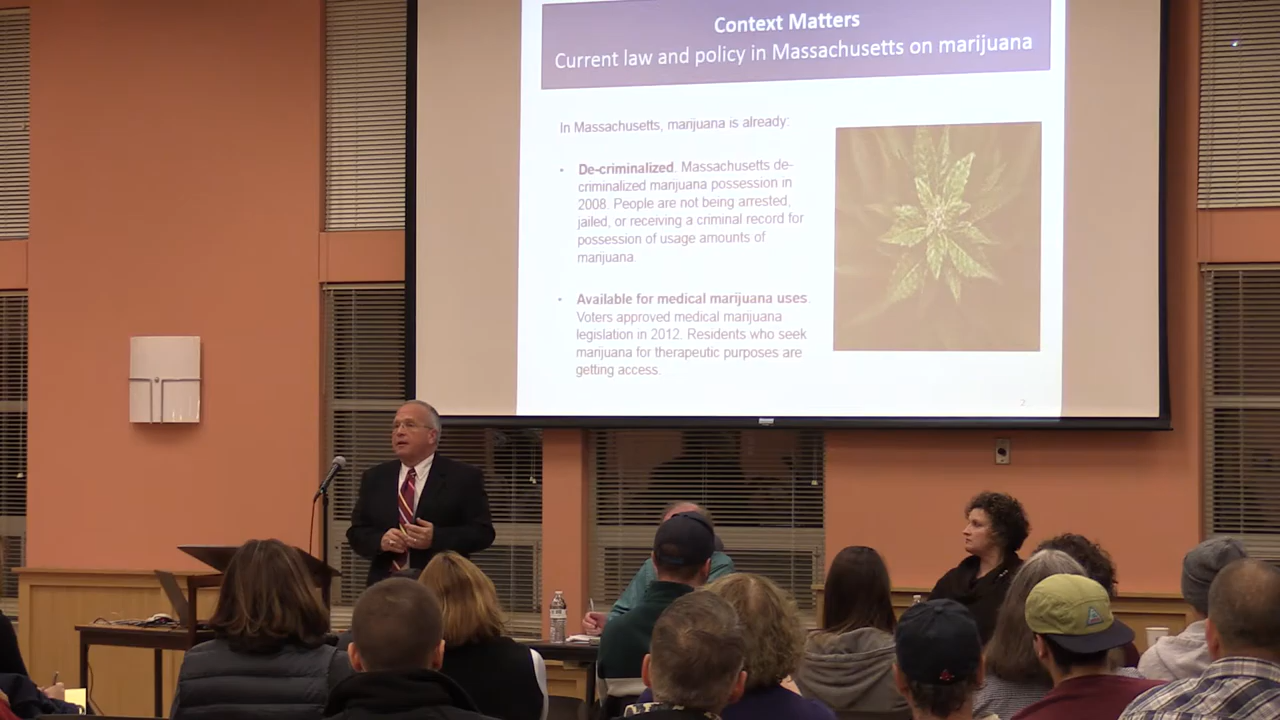 Context Matters
Current law and policy in Massachusetts on marijuana
In Massachusetts, marijuana is already:
• De-criminalized. Massachusetts de-
criminalized marijuana possession in
2008. People are not being arrested,
jailed, or receiving a criminal record for
possession of usage amounts of
marijuana.
• Available for medical marijuana uses.
Voters approved medical marijuana
legislation in 2012. Residents who seek
marijuana for therapeutic purposes are
getting access.
2